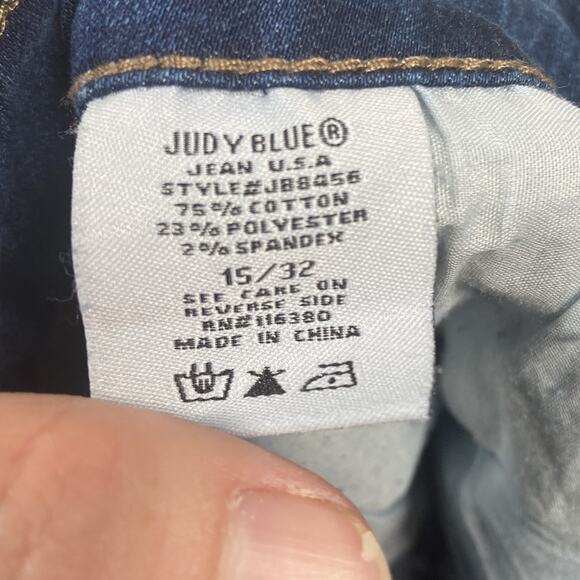 JUDY BLUE®
JEAN U.S.A
STYLE#JB8456
75% COTTON
23% POLYESTER
2% SPANDEX
15/32
SEE CARE ON
REVERSE SIDE
RN#116380
MADE IN CHINA